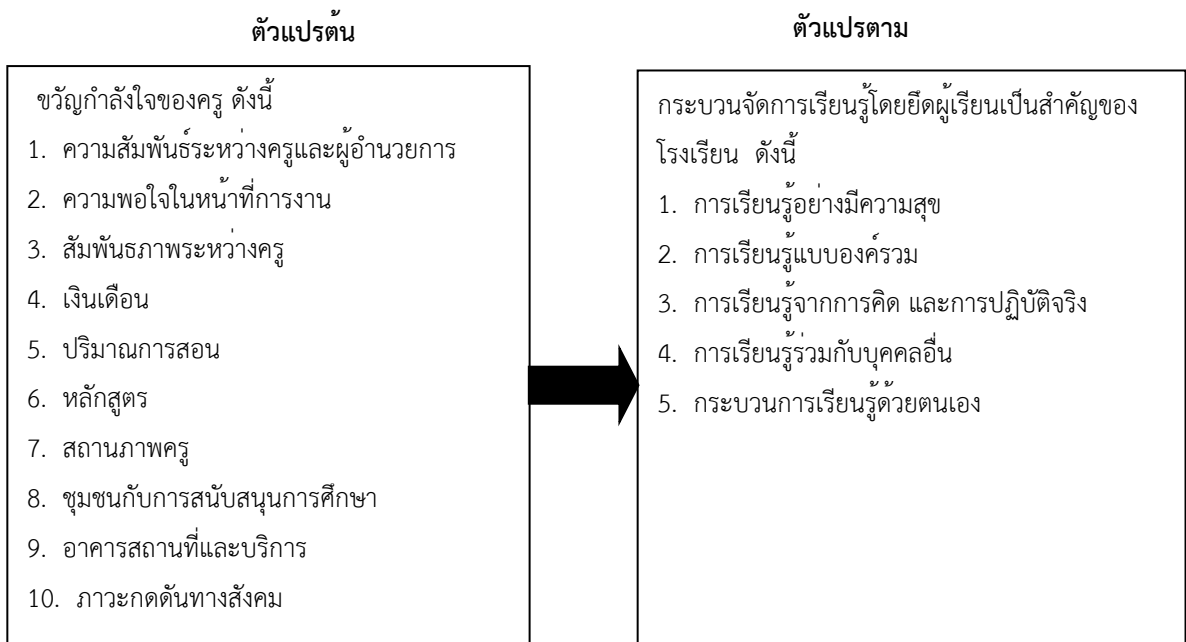 ตัวแปรต้น
ขวัญกำลังใจของครู ดังนี้
1. ความสัมพันธ์ระหว่างครูและผู้อำนวยการ
2. ความพอใจในหน้าที่การงาน
3. สัมพันธภาพระหว่างครู
4. เงินเดือน
5. ปริมาณการสอน
6. หลักสูตร
7. สถานภาพครู
8. ชุมชนกับการสนับสนุนการศึกษา
9. อาคารสถานที่และบริการ
10. ภาวะกดดันทางสังคม
ตัวแปรตาม
กระบวนจัดการเรียนรู้โดยยึดผู้เรียนเป็นสำคัญของ
โรงเรียน ดังนี้
1. การเรียนรู้อย่างมีความสุข
2. การเรียนรู้แบบองค์รวม
3. การเรียนรู้จากการคิด และการปฏิบัติจริง
4. การเรียนรู้ร่วมกับบุคคลอื่น
5. กระบวนการเรียนรู้ด้วยตนเอง